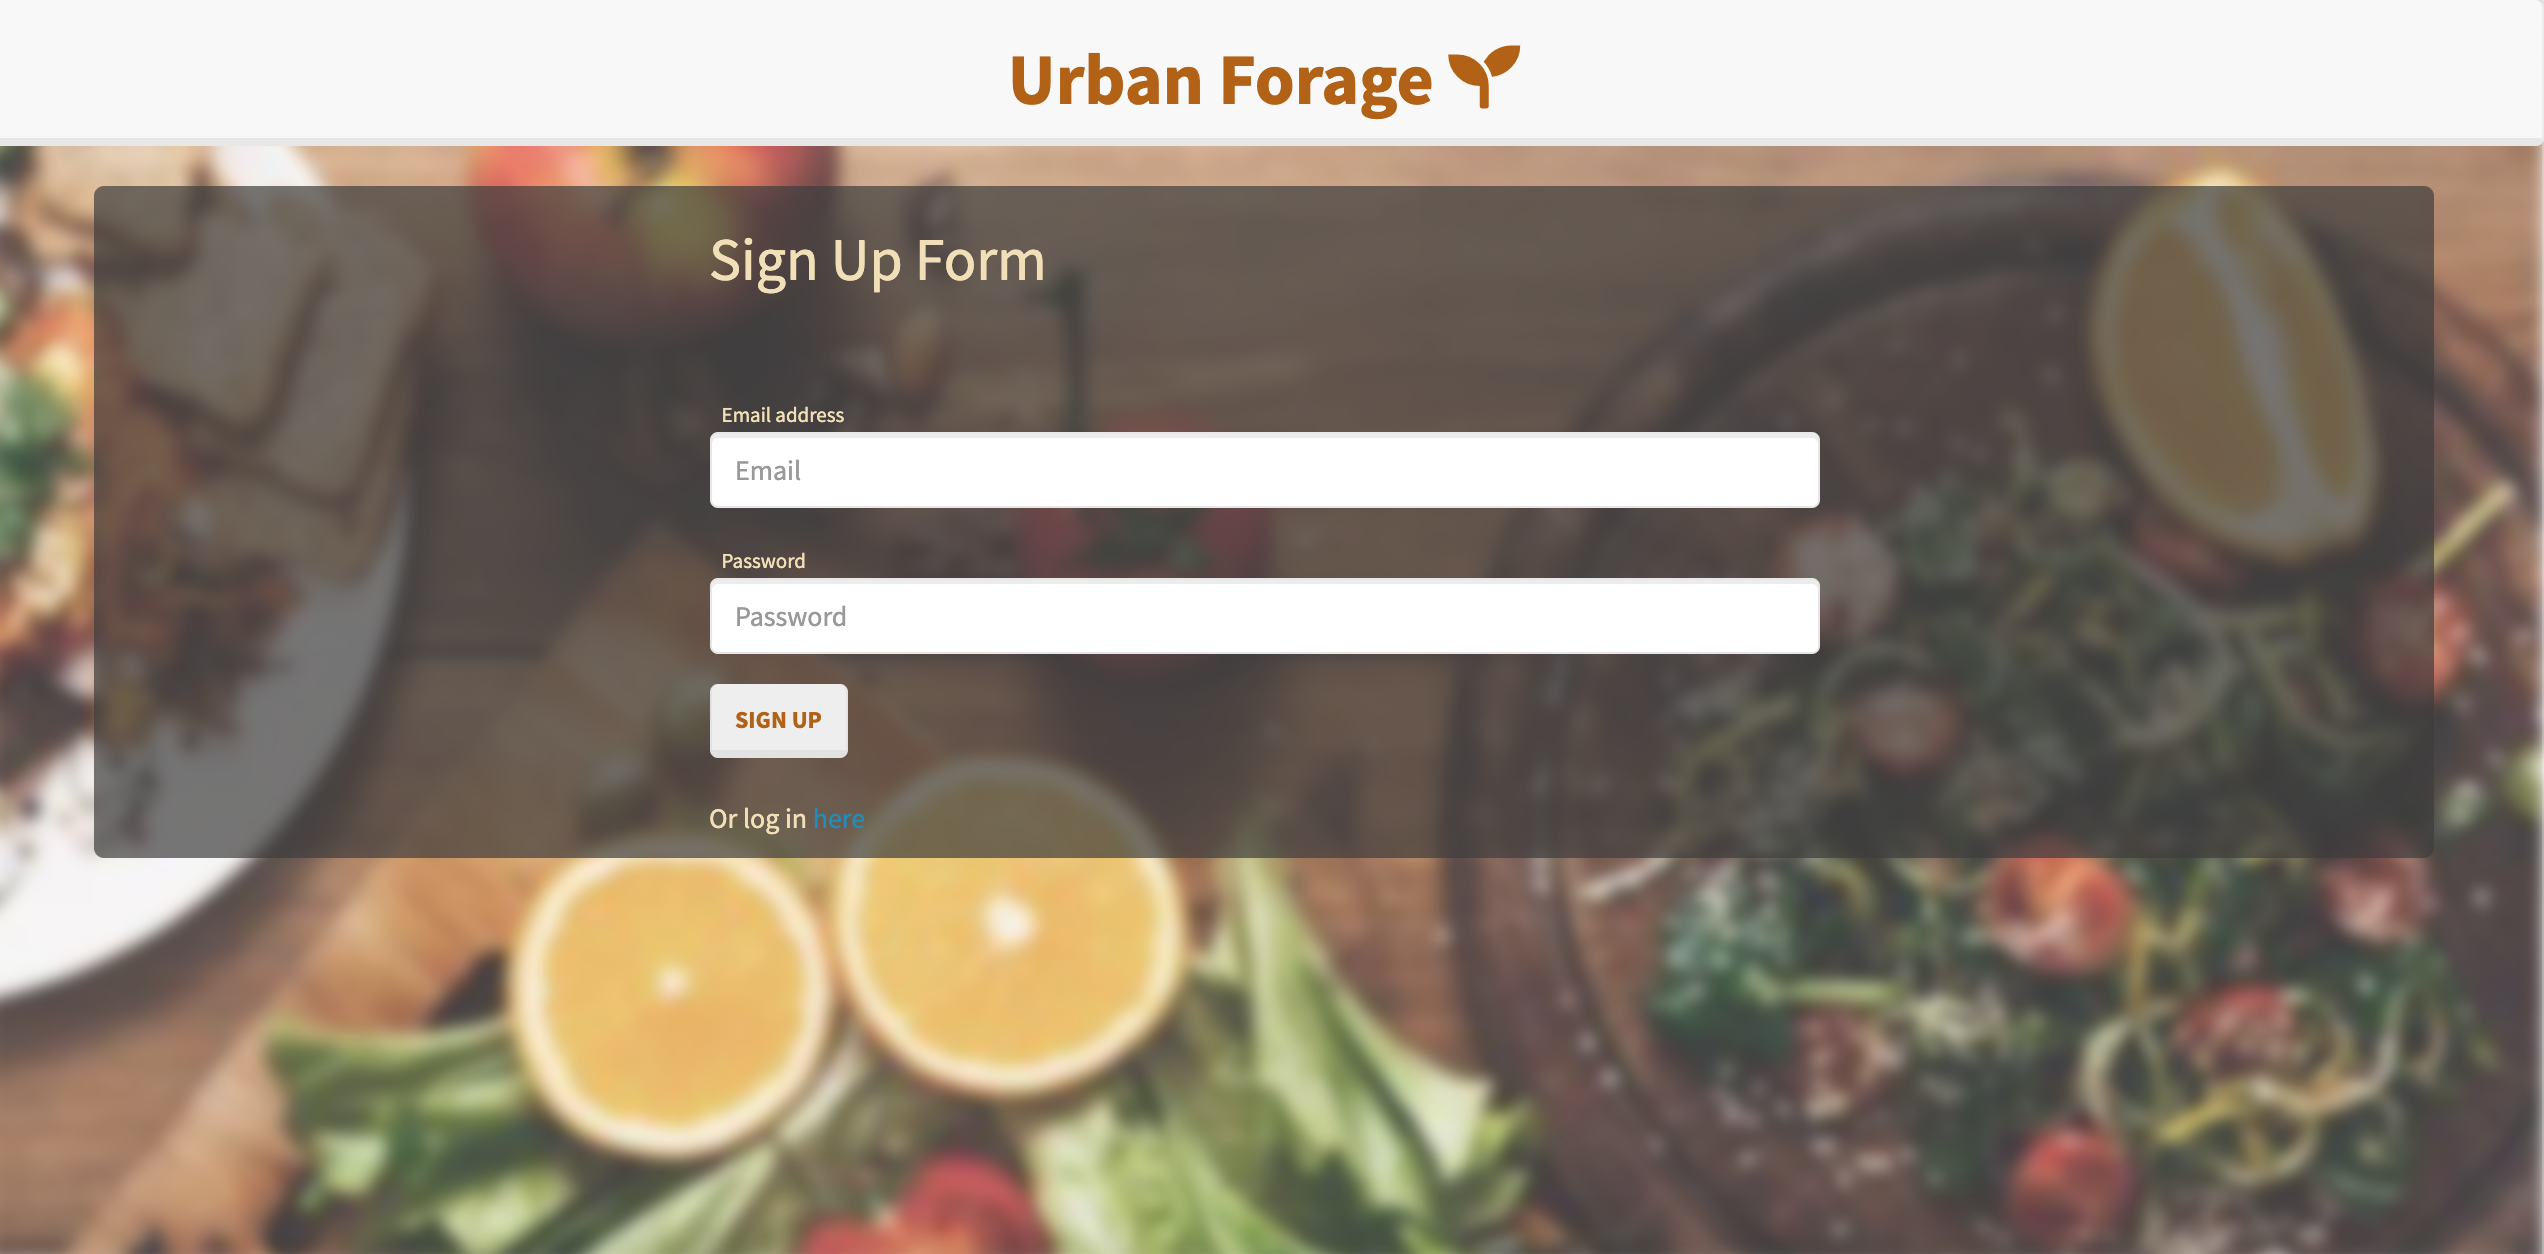 Urban Forage
Sign Up Form
Email address
Email
Password
Password
SIGN UP
Or log in here